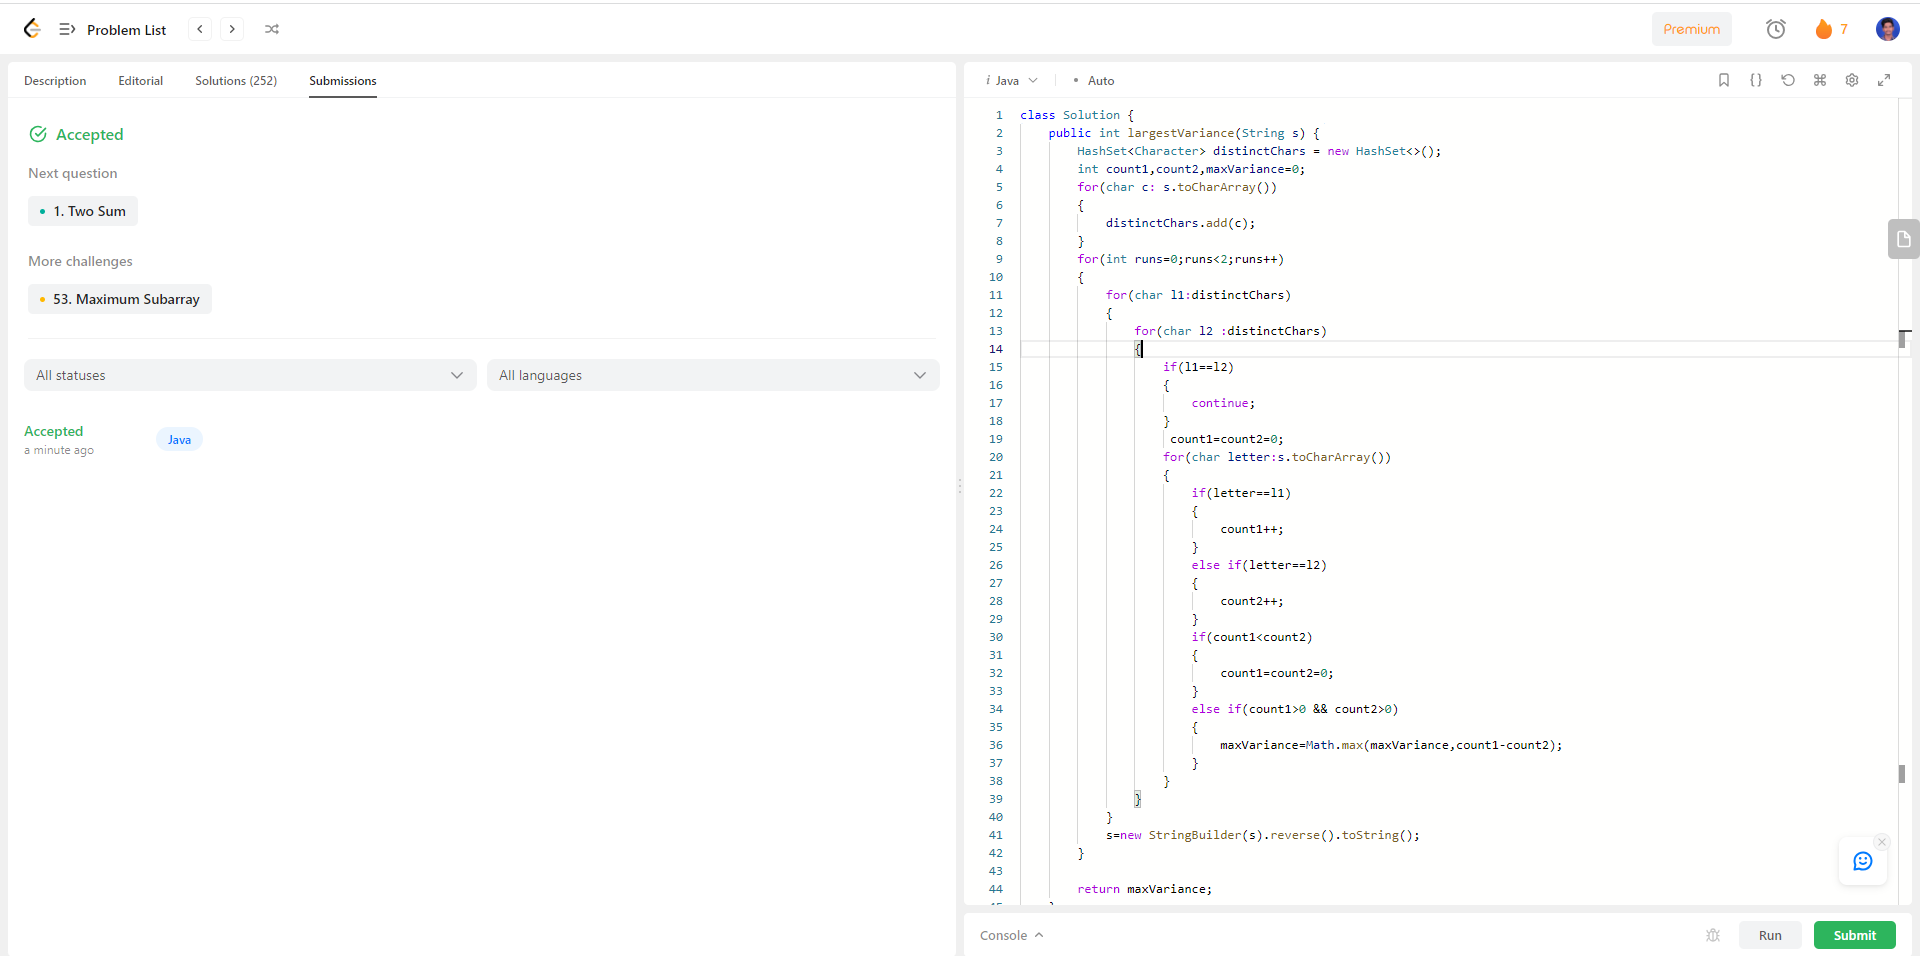 Problem List
Premium
7
Description Editorial Solutions (252) Submissions
Accepted
Next question
1. Two Sum
More challenges
53. Maximum Subarray
All statuses All languages
Accepted
a minute ago
Java
i Java • Auto
1 class Solution {
2 public int largestVariance(String s) {
3 HashSet<Character> distinctChars = new HashSet<>();
4 int count1,count2,maxVariance=0;
5 for(char c: s.toCharArray())
6 {
7 distinctChars.add(c);
8 }
9 for(int runs=0;runs<2;runs++)
10 {
11 for(char l1:distinctChars)
12 {
13 for(char l2 :distinctChars)
14 {
15 if(l1==l2)
16 {
17 continue;
18 }
19 count1=count2=0;
20 for(char letter:s.toCharArray())
21 {
22 if(letter==l1)
23 {
24 count1++;
25 }
26 else if(letter==l2)
27 {
28 count2++;
29 }
30 if(count1<count2)
31 {
32 count1=count2=0;
33 }
34 else if(count1>0 && count2>0)
35 {
36 maxVariance=Math.max(maxVariance,count1-count2);
37 }
38 }
39 }
40 }
41 s=new StringBuilder(s).reverse().toString();
42 }
43
44 return maxVariance;
Console
Run
Submit